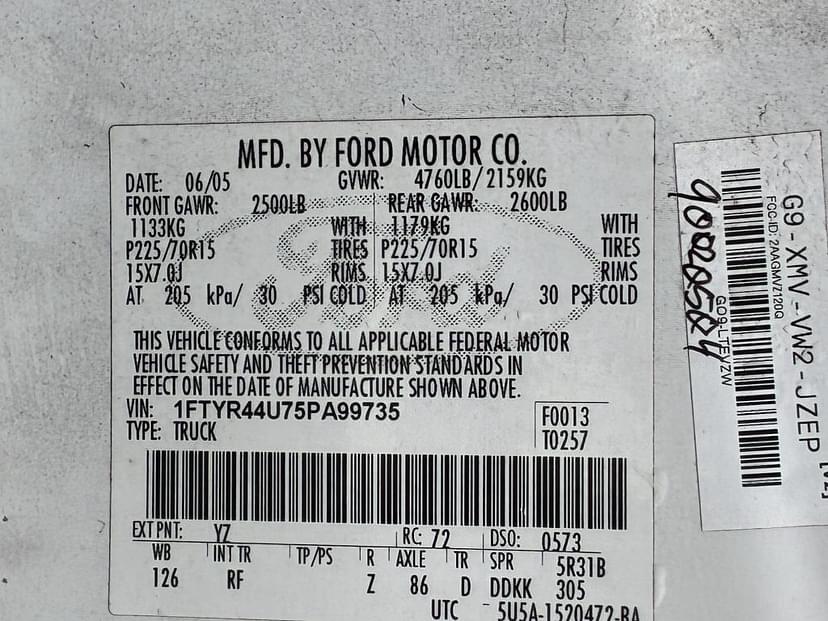 MFD. BY FORD MOTOR CO.
DATE: 06/05 GVWR: 4760LB/2159KG
FRONT GAWR: 2500LB REAR GAWR: 2600LB
1133KG WITH 1179KG WITH
P225/70R15 TIRES P225/70R15 TIRES
15X7.0J RIMS 15X7.0J RIMS
AT 205 kPa/ 30 PSI COLD AT 205 kPa/ 30 PSI COLD
Ford
THIS VEHICLE CONFORMS TO ALL APPLICABLE FEDERAL MOTOR
VEHICLE SAFETY AND THEFT PREVENTION STANDARDS IN
EFFECT ON THE DATE OF MANUFACTURE SHOWN ABOVE.
VIN: 1FTYR44U75PA99735
TYPE: TRUCK
F0013
T0257
EXT PNT: YZ RC: 72 DSO: 0573
WB INT TR TP/PS R AXLE TR SPR 5R31B
126 RF Z 86 D DDKK 305
UTC 5U5A-1520472-BA
G9-XMV-VW2-JZEP
FCC-ID: 2AAGMVZ120Q
GO9-LTEVZW